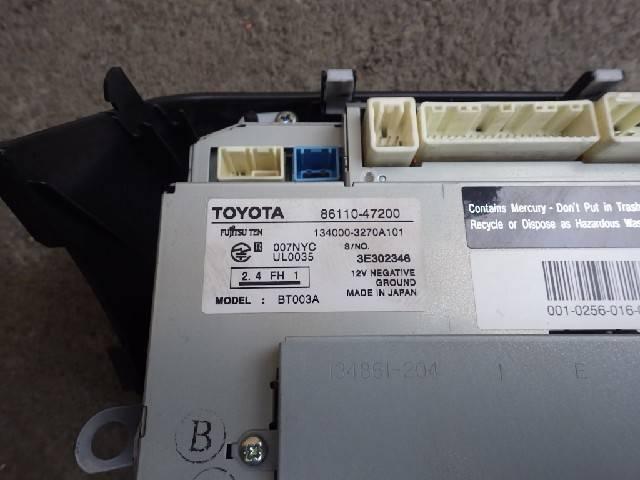 TOYOTA 86110-47200
FUJITSU TEN 134000-3270A101
R 007NYC S/NO.
UL0035 3E302346
2.4 FH 1 12V NEGATIVE
GROUND
MODEL : BT003A MADE IN JAPAN
Contains Mercury - Don't Put in Trash
Recycle or Dispose as Hazardous Was
001-0256-016-
134861-204 1 E
B